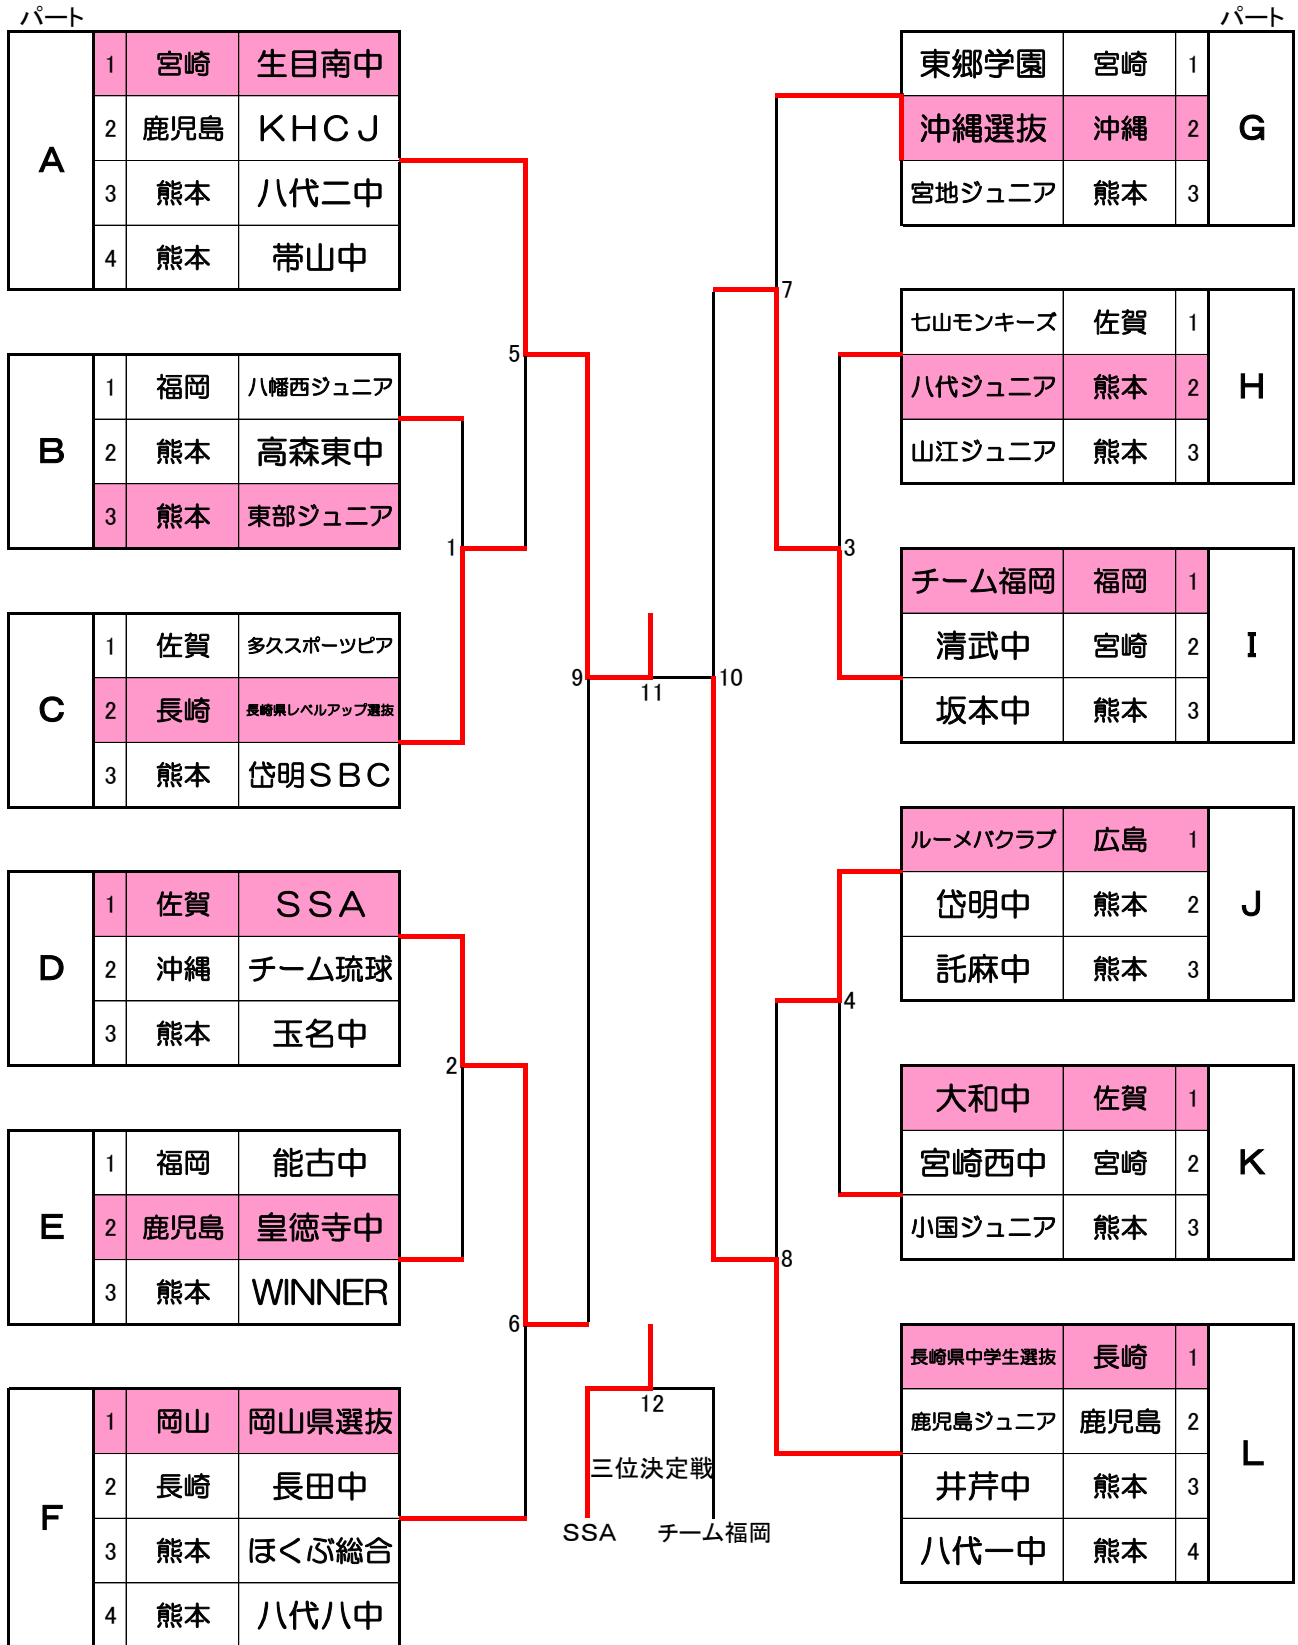 パート
A
1 宮崎 生目南中
2 鹿児島 KHCJ
3 熊本 八代二中
4 熊本 帯山中
B
1 福岡 八幡西ジュニア
2 熊本 高森東中
3 熊本 東部ジュニア
C
1 佐賀 多久スポーツピア
2 長崎 長崎県レベルアップ選抜
3 熊本 岱明SBC
D
1 佐賀 SSA
2 沖縄 チーム琉球
3 熊本 玉名中
E
1 福岡 能古中
2 鹿児島 皇徳寺中
3 熊本 WINNER
F
1 岡山 岡山県選抜
2 長崎 長田中
3 熊本 ほくぶ総合
4 熊本 八代八中
5
1
9
2
6
11
10
7
3
4
8
12
三位決定戦
SSA チーム福岡
パート
東郷学園 宮崎 1
沖縄選抜 沖縄 2
宮地ジュニア 熊本 3
G
七山モンキーズ 佐賀 1
八代ジュニア 熊本 2
山江ジュニア 熊本 3
H
チーム福岡 福岡 1
清武中 宮崎 2
坂本中 熊本 3
I
ルーメバクラブ 広島 1
岱明中 熊本 2
託麻中 熊本 3
J
大和中 佐賀 1
宮崎西中 宮崎 2
小国ジュニア 熊本 3
K
長崎県中学生選抜 長崎 1
鹿児島ジュニア 鹿児島 2
井芹中 熊本 3
八代一中 熊本 4
L